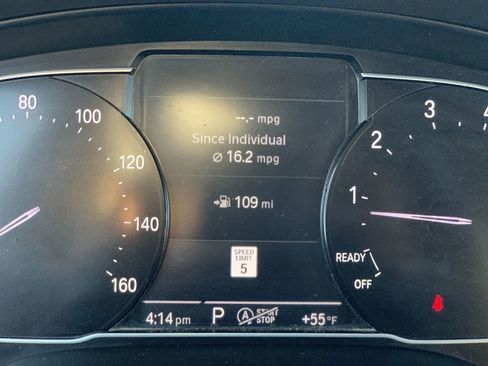 80
100
120
140
160
--.- mpg
Since Individual
Ø 16.2 mpg
109 mi
SPEED
LIMIT
5
4:14 pm P A START
STOP +55°F
4
3
2
1
READY
OFF